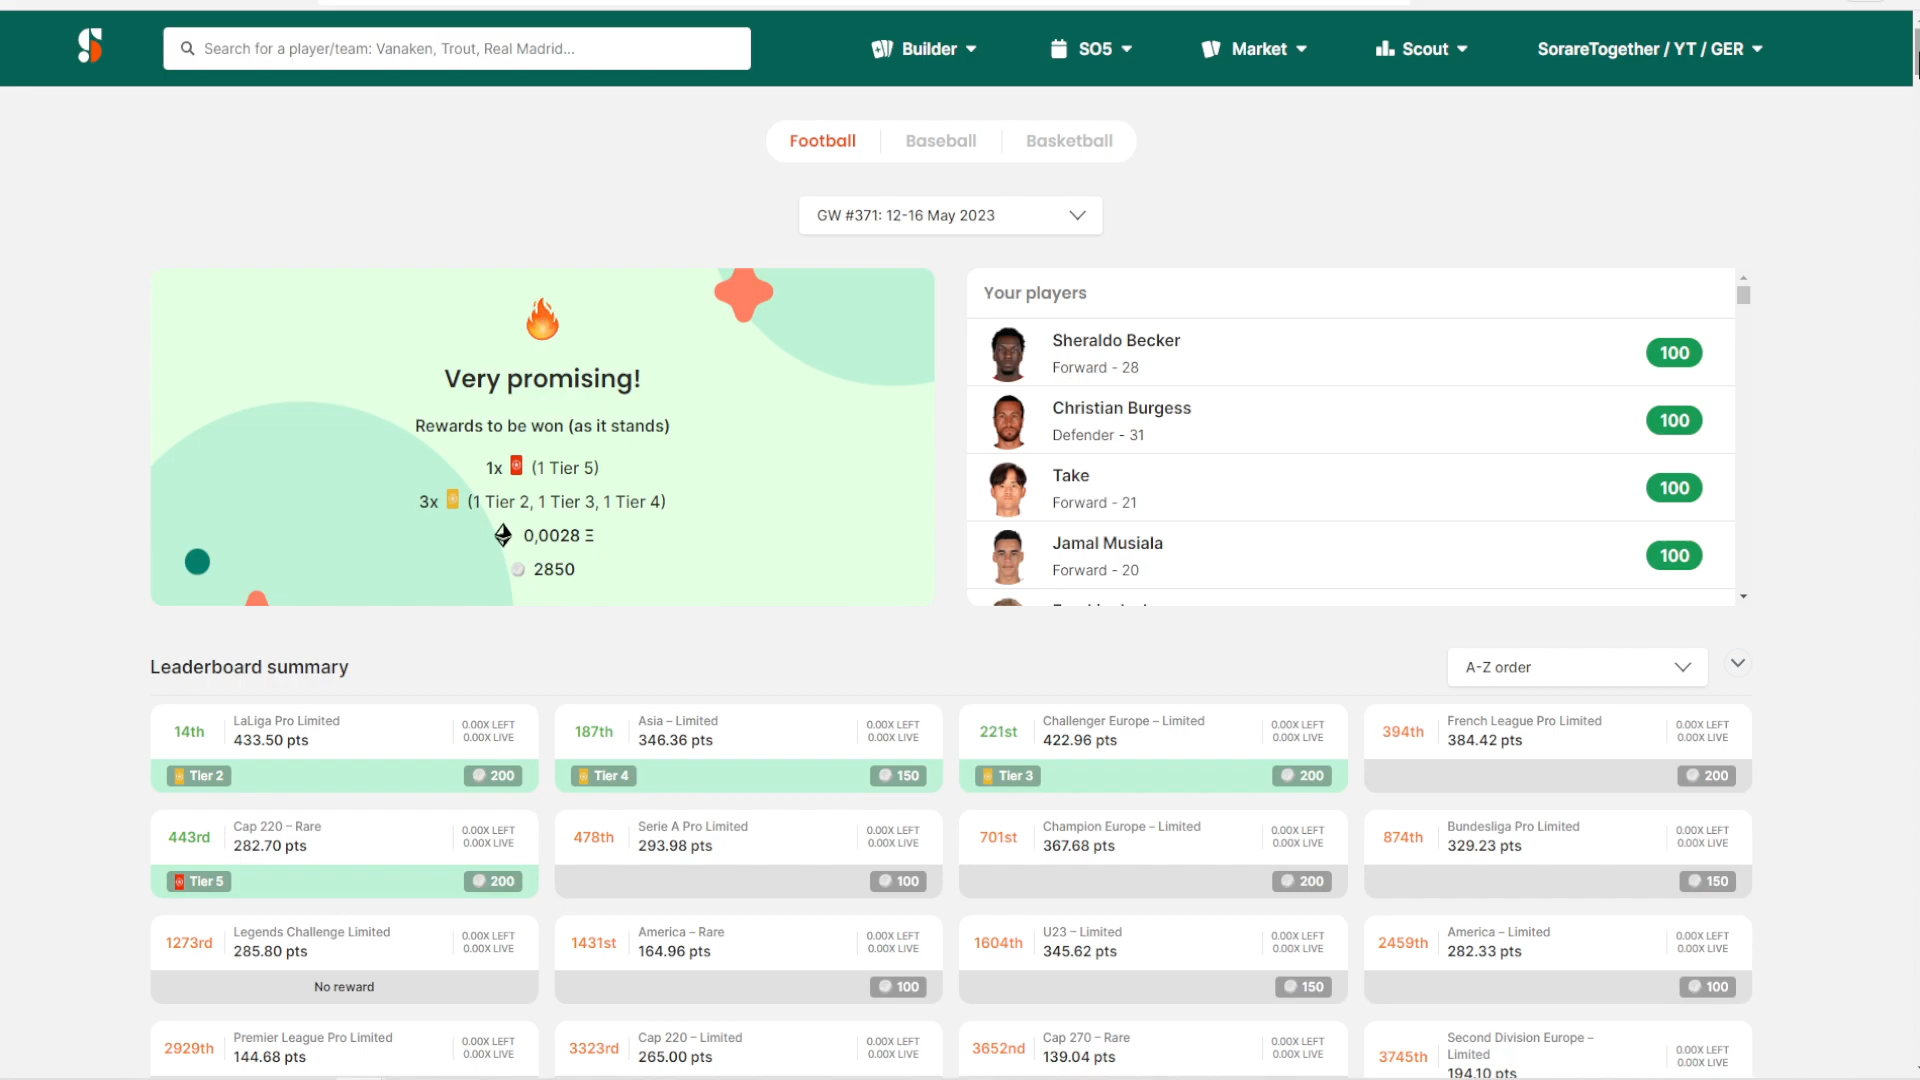 Search for a player/team: Vanaken, Trout, Real Madrid...
Builder
SO5
Market
Scout
SorareTogether / YT / GER
Football
Baseball
Basketball
GW #371: 12-16 May 2023
Very promising!
Rewards to be won (as it stands)
1x (1 Tier 5)
3x (1 Tier 2, 1 Tier 3, 1 Tier 4)
0,0028 Ξ
2850
Your players
Sheraldo Becker
Forward - 28
100
Christian Burgess
Defender - 31
100
Take
Forward - 21
100
Jamal Musiala
Forward - 20
100
Leaderboard summary
A-Z order
14th
LaLiga Pro Limited
433.50 pts
0.00X LEFT
0.00X LIVE
Tier 2
200
187th
Asia – Limited
346.36 pts
0.00X LEFT
0.00X LIVE
Tier 4
150
221st
Challenger Europe – Limited
422.96 pts
0.00X LEFT
0.00X LIVE
Tier 3
200
394th
French League Pro Limited
384.42 pts
0.00X LEFT
0.00X LIVE
200
443rd
Cap 220 – Rare
282.70 pts
0.00X LEFT
0.00X LIVE
Tier 5
200
478th
Serie A Pro Limited
293.98 pts
0.00X LEFT
0.00X LIVE
100
701st
Champion Europe – Limited
367.68 pts
0.00X LEFT
0.00X LIVE
200
874th
Bundesliga Pro Limited
329.23 pts
0.00X LEFT
0.00X LIVE
150
1273rd
Legends Challenge Limited
285.80 pts
0.00X LEFT
0.00X LIVE
No reward
1431st
America – Rare
164.96 pts
0.00X LEFT
0.00X LIVE
100
1604th
U23 – Limited
345.62 pts
0.00X LEFT
0.00X LIVE
150
2459th
America – Limited
282.33 pts
0.00X LEFT
0.00X LIVE
100
2929th
Premier League Pro Limited
144.68 pts
0.00X LEFT
0.00X LIVE
3323rd
Cap 220 – Limited
265.00 pts
0.00X LEFT
0.00X LIVE
3652nd
Cap 270 – Rare
139.04 pts
0.00X LEFT
0.00X LIVE
3745th
Second Division Europe –
Limited
194.10 pts
0.00X LEFT
0.00X LIVE